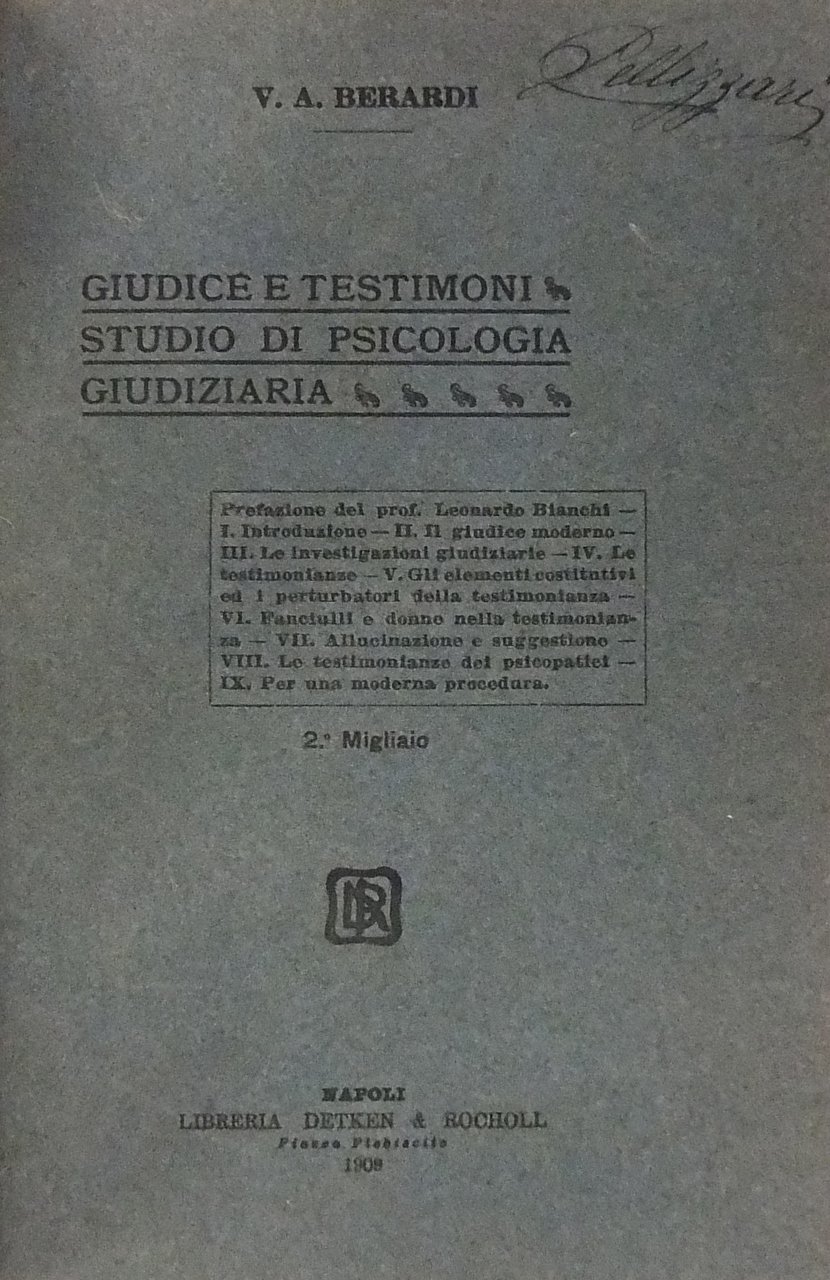 Pellizzari
V. A. BERARDI
GIUDICE E TESTIMONI
STUDIO DI PSICOLOGIA
GIUDIZIARIA
Prefazione del prof. Leonardo Bianchi —
I. Introduzione — II. Il giudice moderno —
III. Le investigazioni giudiziarie — IV. Le
testimonianze — V. Gli elementi costitutivi
ed i perturbatori della testimonianza —
VI. Fanciulli e donne nella testimonian-
za — VII. Allucinazione e suggestione —
VIII. Le testimonianze dei psicopatici —
IX. Per una moderna procedura.
2.° Migliaio
DR
NAPOLI
LIBRERIA DETKEN & ROCHOLL
Piazza Plebiscito